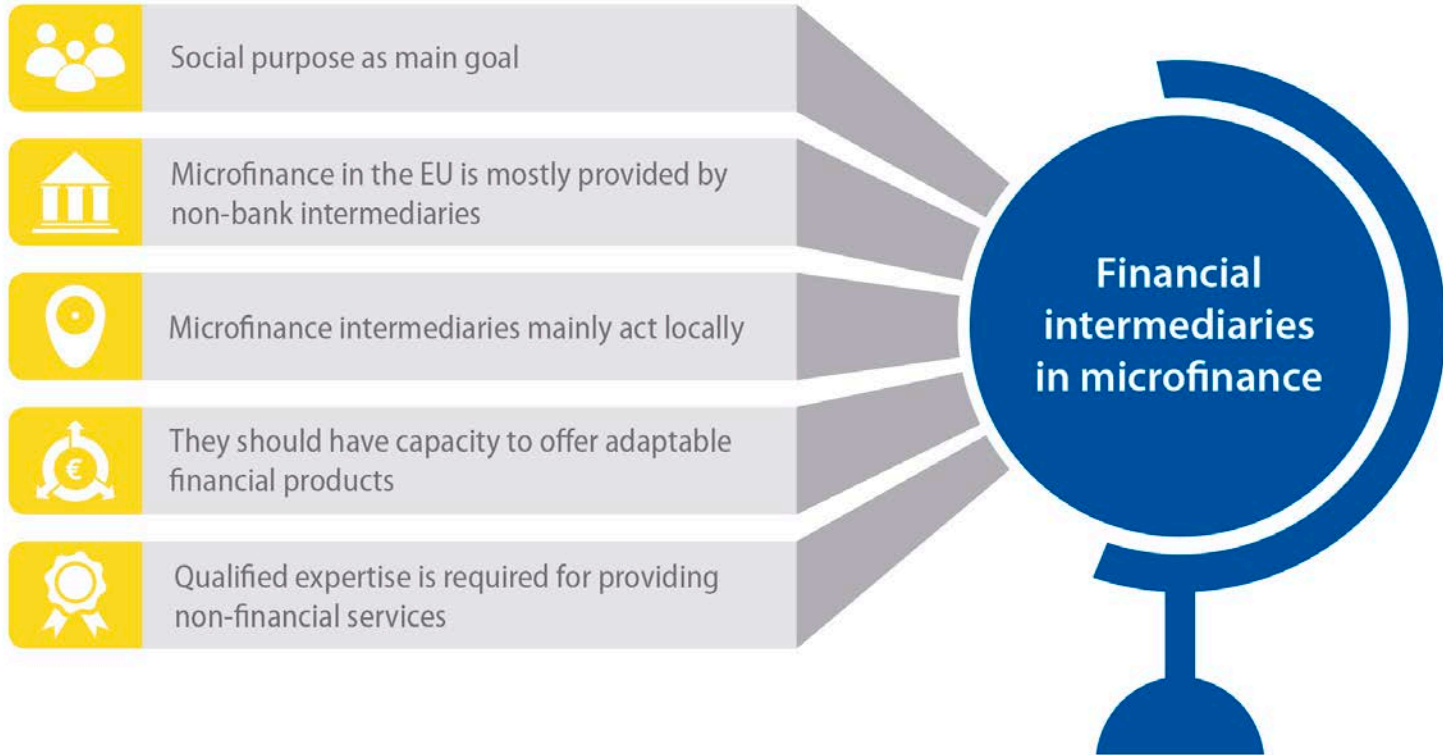 Social purpose as main goal
Microfinance in the EU is mostly provided by
non-bank intermediaries
Microfinance intermediaries mainly act locally
They should have capacity to offer adaptable
financial products
€
Qualified expertise is required for providing
non-financial services
Financial
intermediaries
in microfinance